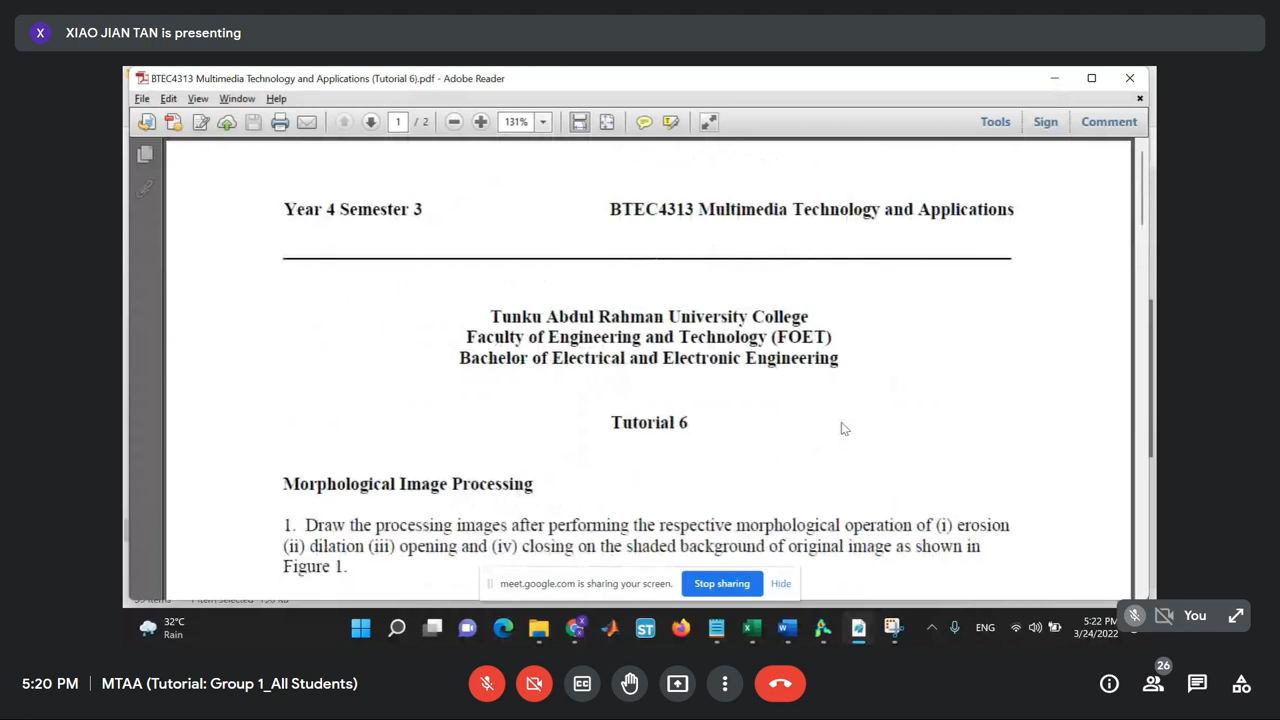 X XIAO JIAN TAN is presenting
BTEC4313 Multimedia Technology and Applications (Tutorial 6).pdf - Adobe Reader
File Edit View Window Help
1 / 2 131% Tools Sign Comment
Year 4 Semester 3 BTEC4313 Multimedia Technology and Applications
Tunku Abdul Rahman University College
Faculty of Engineering and Technology (FOET)
Bachelor of Electrical and Electronic Engineering
Tutorial 6
Morphological Image Processing
1. Draw the processing images after performing the respective morphological operation of (i) erosion
(ii) dilation (iii) opening and (iv) closing on the shaded background of original image as shown in
Figure 1.
meet.google.com is sharing your screen. Stop sharing Hide
32°C
Rain
ST
X
W
ENG
5:22 PM
3/24/2022
You
5:20 PM | MTAA (Tutorial: Group 1_All Students)
CC
26